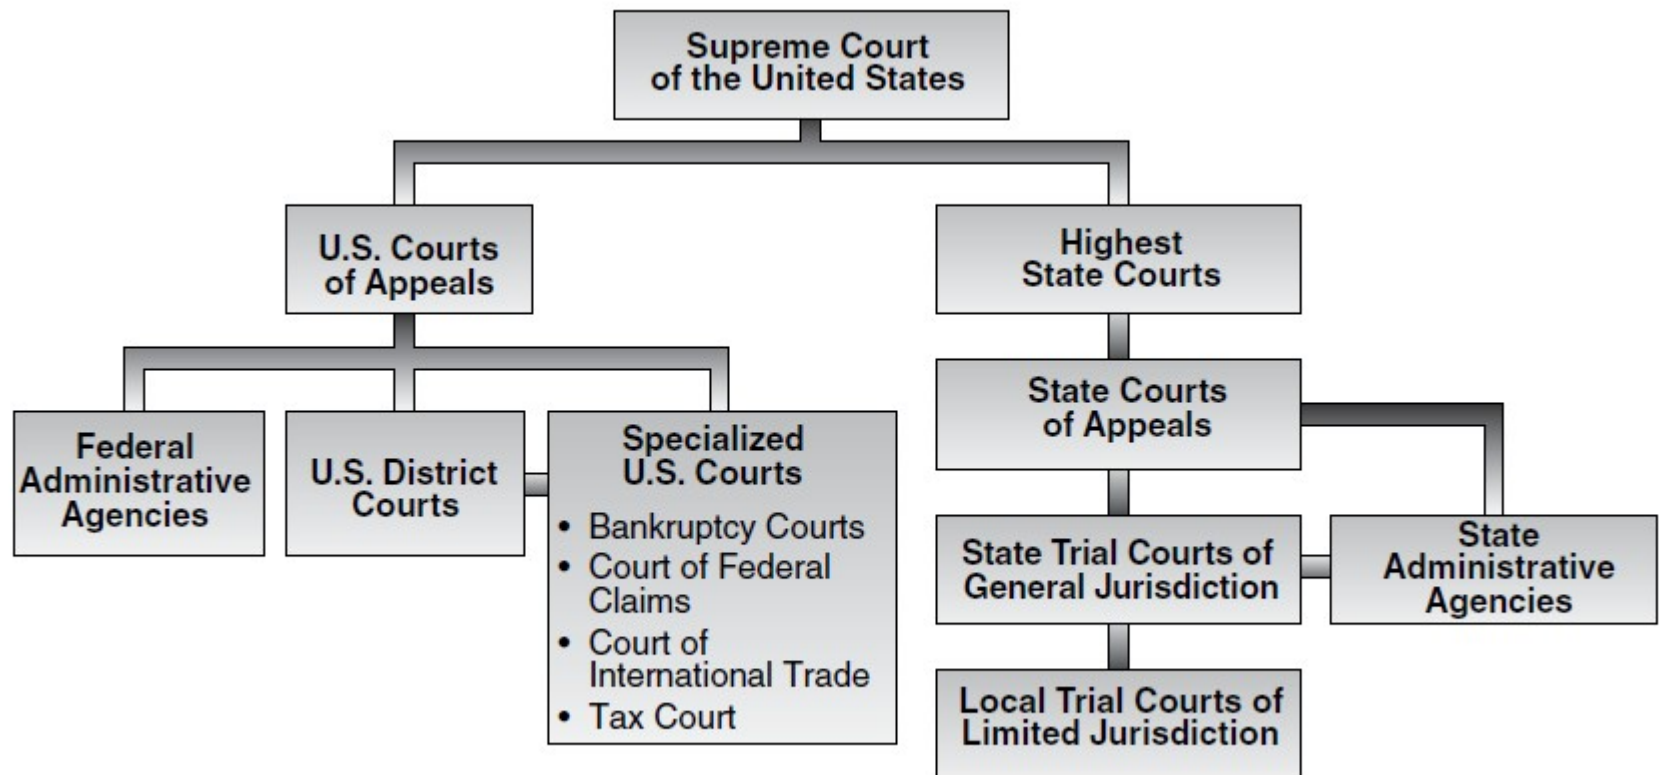 Supreme Court
of the United States
U.S. Courts
of Appeals
Highest
State Courts
State Courts
of Appeals
Federal
Administrative
Agencies
U.S. District
Courts
Specialized
U.S. Courts
• Bankruptcy Courts
• Court of Federal
Claims
• Court of
International Trade
• Tax Court
State Trial Courts of
General Jurisdiction
State
Administrative
Agencies
Local Trial Courts of
Limited Jurisdiction